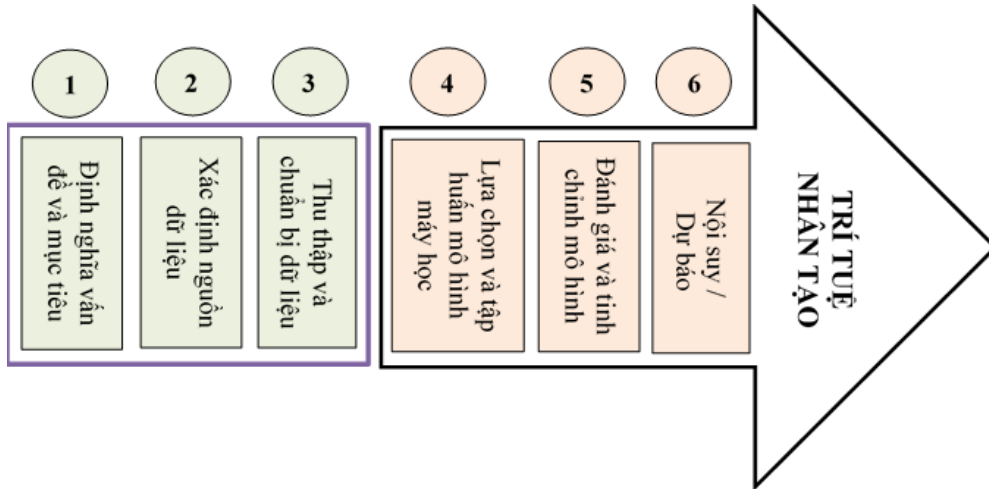 1
Định nghĩa vấn
đề và mục tiêu
2
Xác định nguồn
dữ liệu
3
Thu thập và
chuẩn bị dữ liệu
4
Lựa chọn và tập
huấn mô hình
máy học
5
Đánh giá và tinh
chỉnh mô hình
6
Nội suy /
Dự báo
TRÍ TUỆ
NHÂN TẠO